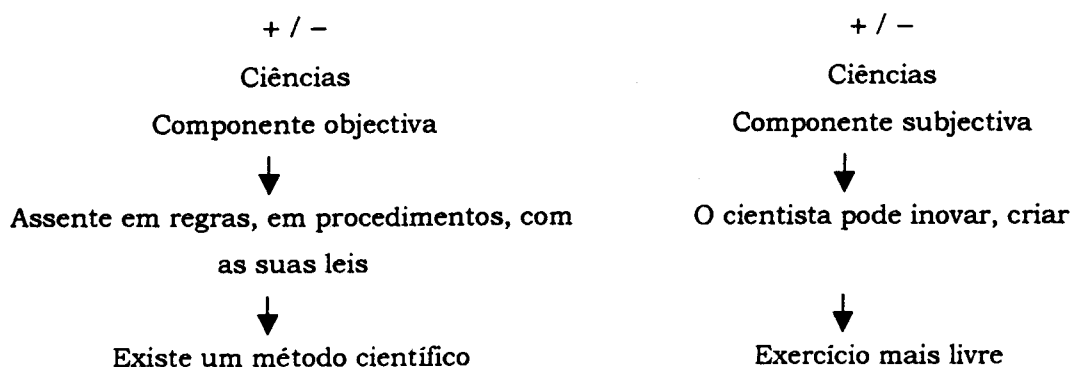 + / –
Ciências
Componente objectiva
Assente em regras, em procedimentos, com
as suas leis
Existe um método científico
+ / –
Ciências
Componente subjectiva
O cientista pode inovar, criar
Exercício mais livre